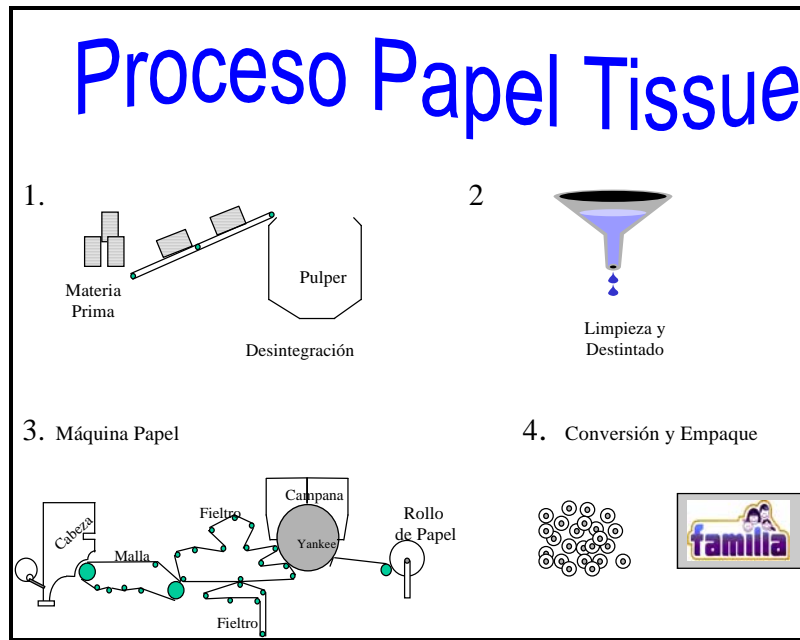 Proceso Papel Tissue
1.
Materia
Prima
Pulper
Desintegración
2
Limpieza y
Destintado
3. Máquina Papel
Cabeza
Malla
Fieltro
Fieltro
Campana
Yankee
Rollo
de Papel
4. Conversión y Empaque
familia